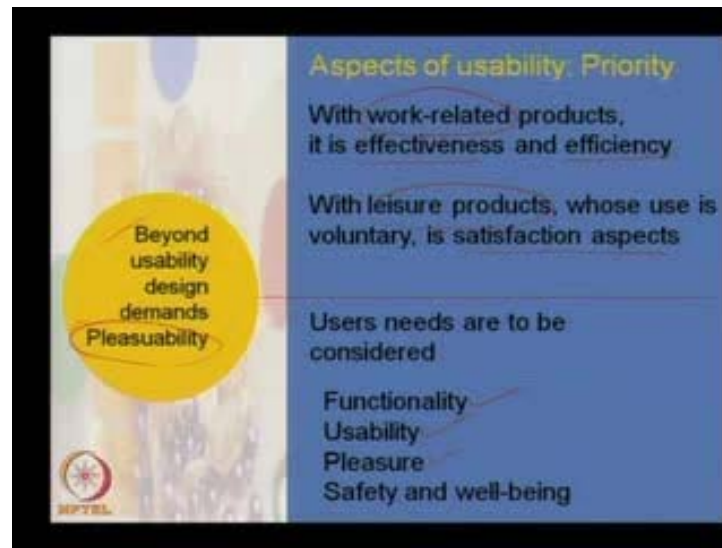 Aspects of usability: Priority
With work-related products,
it is effectiveness and efficiency
With leisure products, whose use is
voluntary, is satisfaction aspects
Beyond
usability
design
demands
Pleasuability
Users needs are to be
considered
Functionality
Usability
Pleasure
Safety and well-being
NPTEL